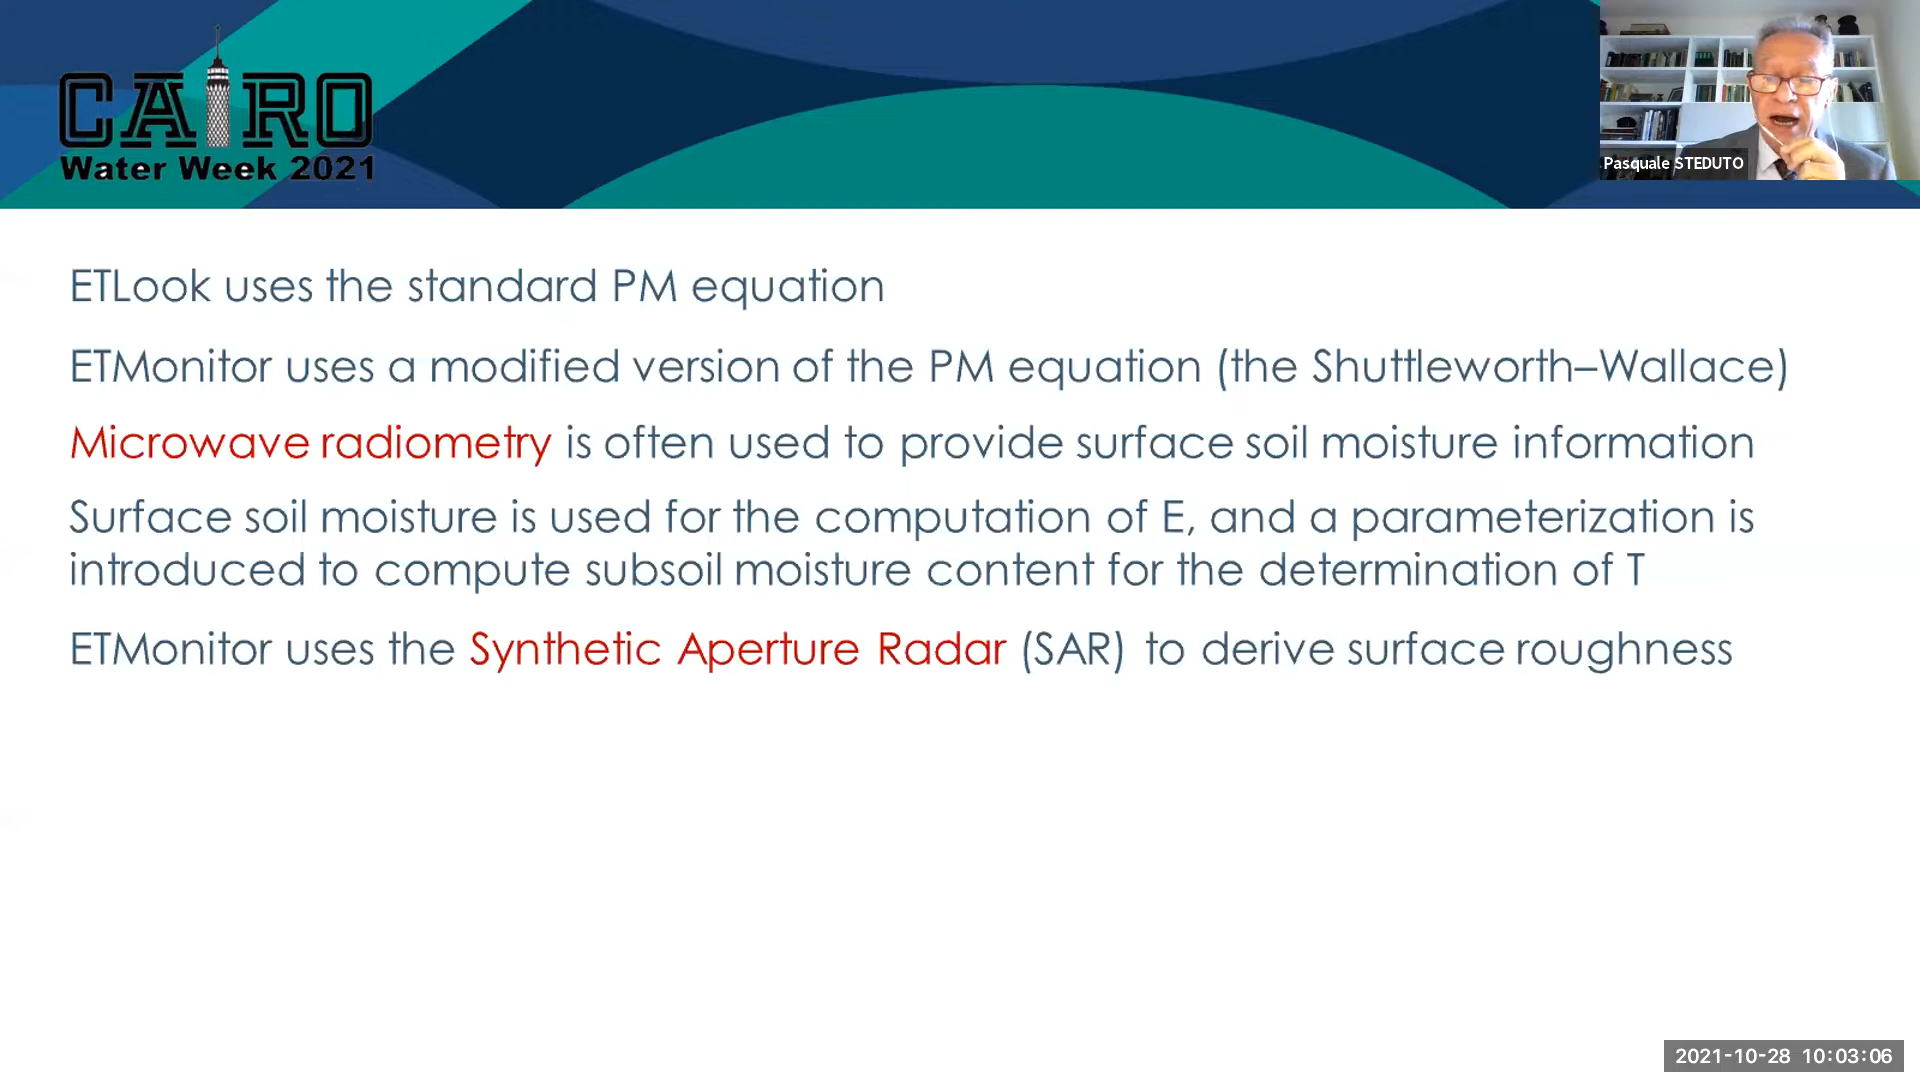 CAIRO
Water Week 2021
Pasquale STEDUTO
ETLook uses the standard PM equation
ETMonitor uses a modified version of the PM equation (the Shuttleworth–Wallace)
Microwave radiometry is often used to provide surface soil moisture information
Surface soil moisture is used for the computation of E, and a parameterization is
introduced to compute subsoil moisture content for the determination of T
ETMonitor uses the Synthetic Aperture Radar (SAR) to derive surface roughness
2021-10-28 10:03:06